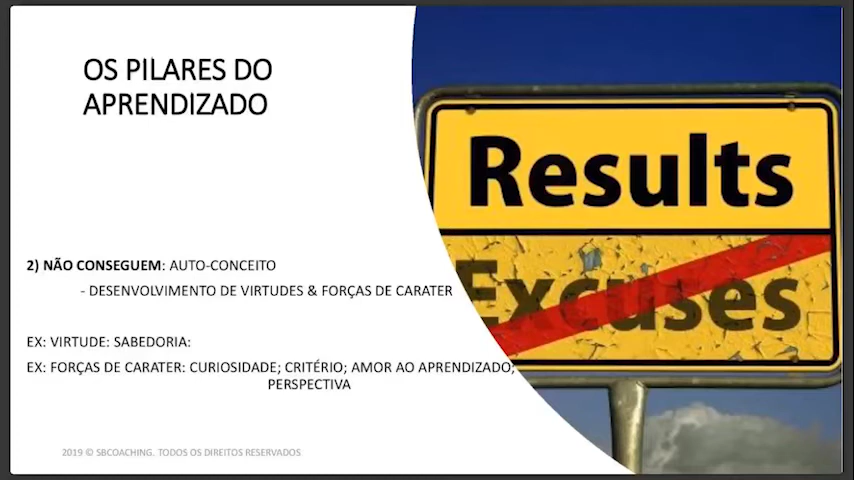 OS PILARES DO
APRENDIZADO
Results
Excuses
2) NÃO CONSEGUEM: AUTO-CONCEITO
- DESENVOLVIMENTO DE VIRTUDES & FORÇAS DE CARATER
EX: VIRTUDE: SABEDORIA:
EX: FORÇAS DE CARATER: CURIOSIDADE; CRITÉRIO; AMOR AO APRENDIZADO;
PERSPECTIVA
2019 © SBCOACHING. TODOS OS DIREITOS RESERVADOS